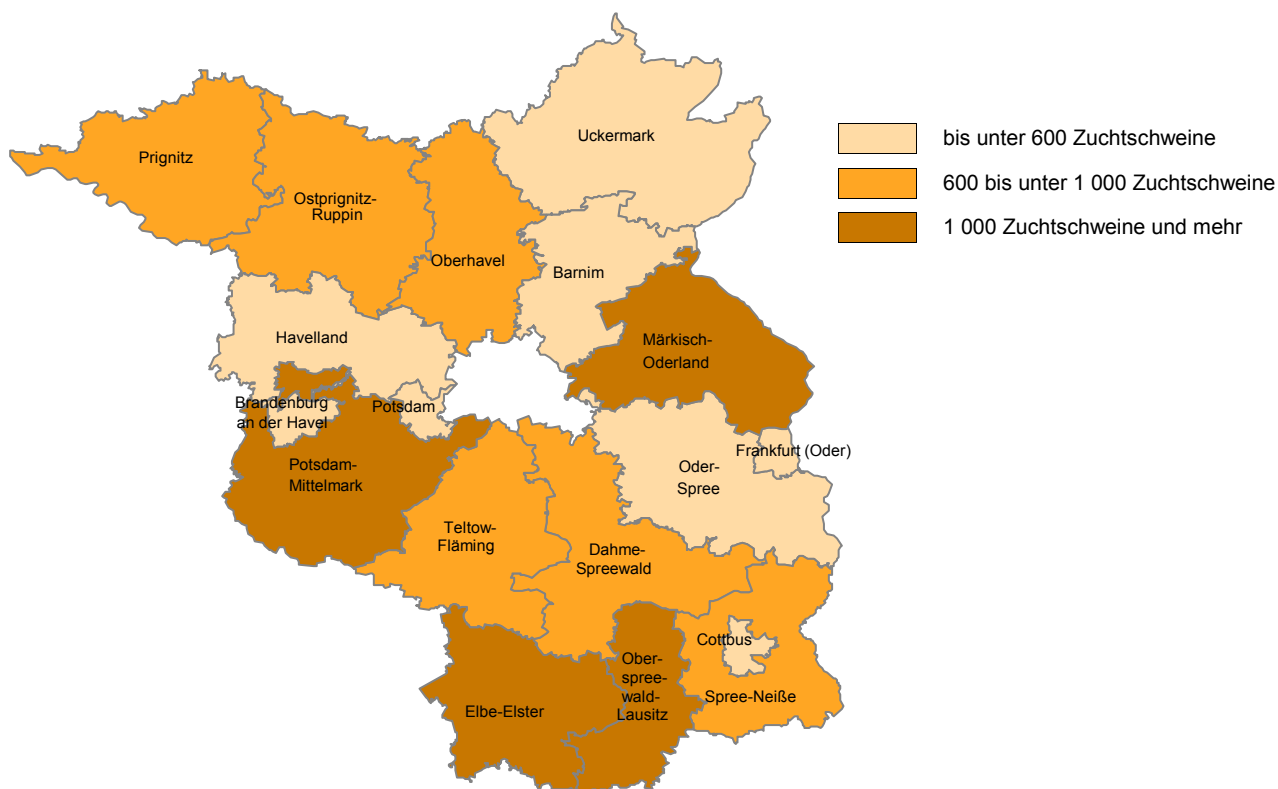 Uckermark
bis unter 600 Zuchtschweine
Prignitz
600 bis unter 1 000 Zuchtschweine
Ostprignitz-
Ruppin
1 000 Zuchtschweine und mehr
Oberhavel
Barnim
Havelland
Märkisch-
Oderland
Brandenburg
an der Havel
Potsdam
Frankfurt (Oder)
Potsdam-
Mittelmark
Oder-
Spree
Teltow-
Fläming
Dahme-
Spreewald
Cottbus
Ober-
spree-
wald-
Lausitz
Spree-Neiße
Elbe-Elster